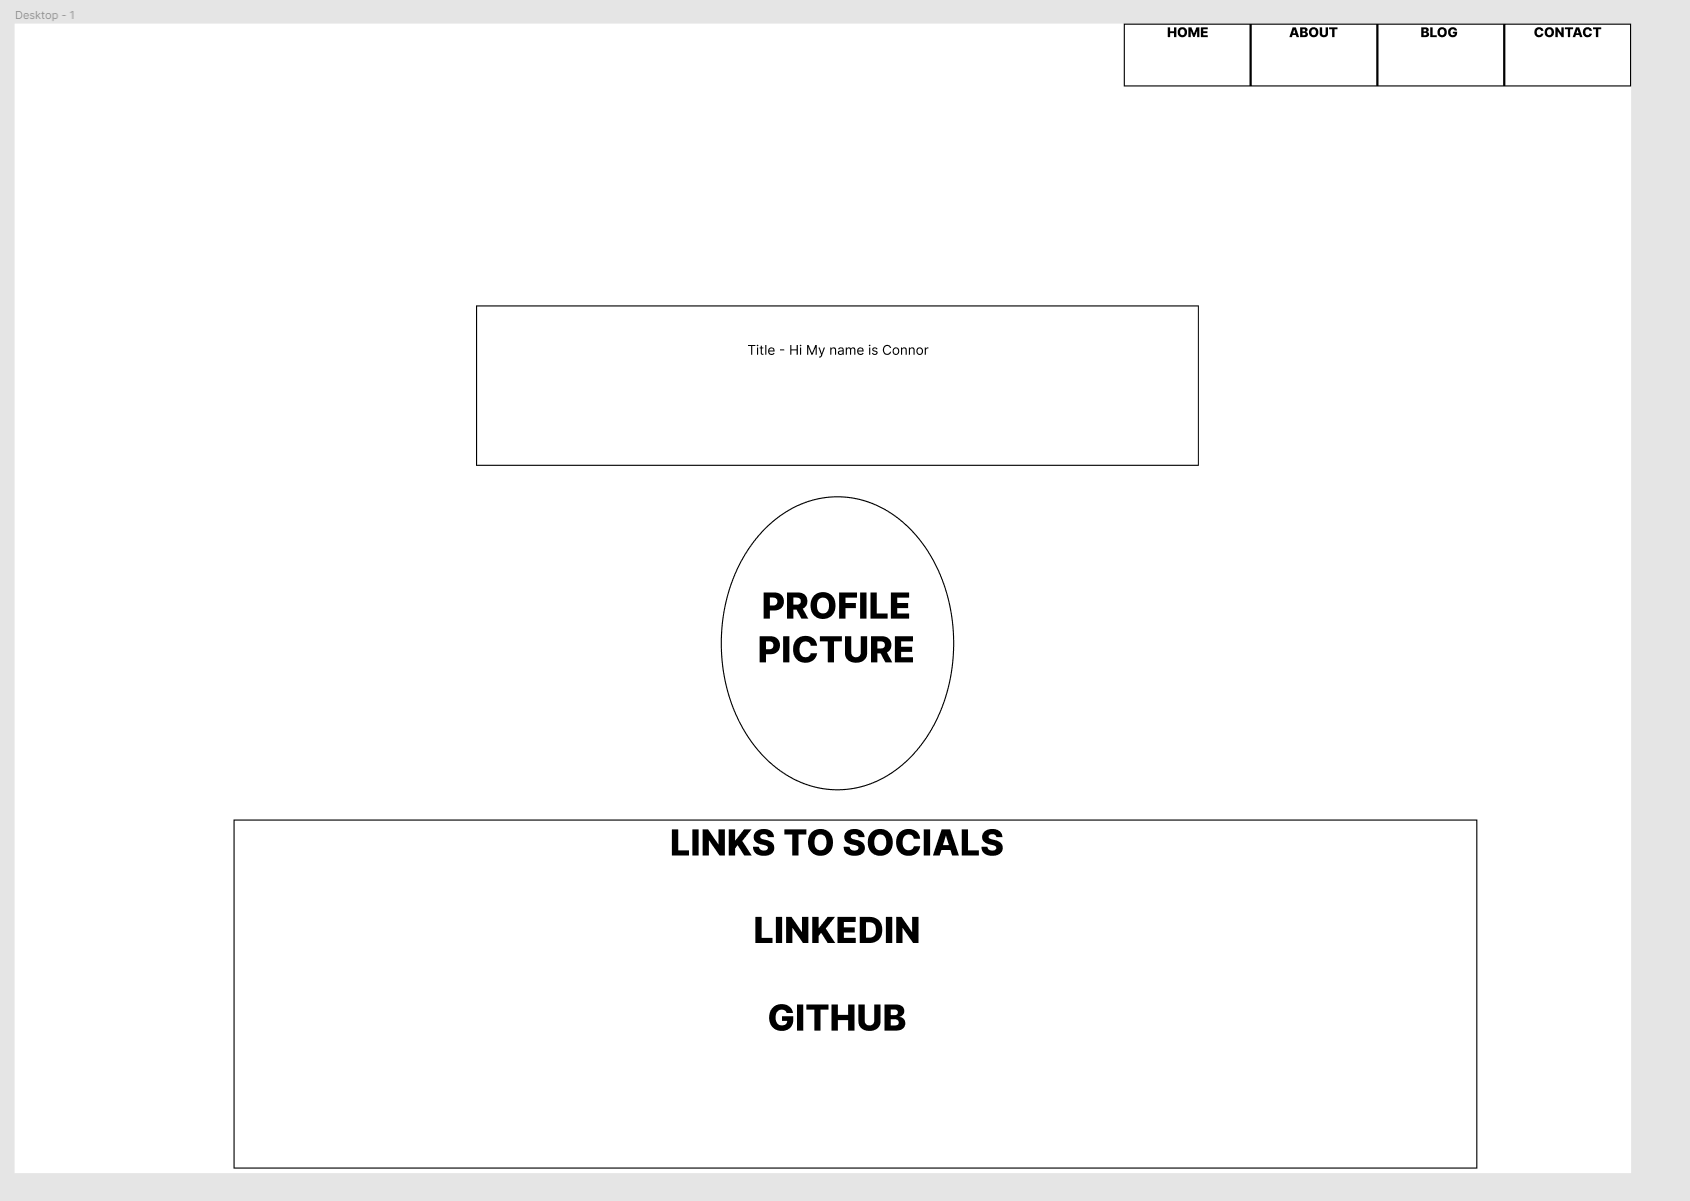 Desktop - 1
HOME
ABOUT
BLOG
CONTACT
Title - Hi My name is Connor
PROFILE
PICTURE
LINKS TO SOCIALS
LINKEDIN
GITHUB